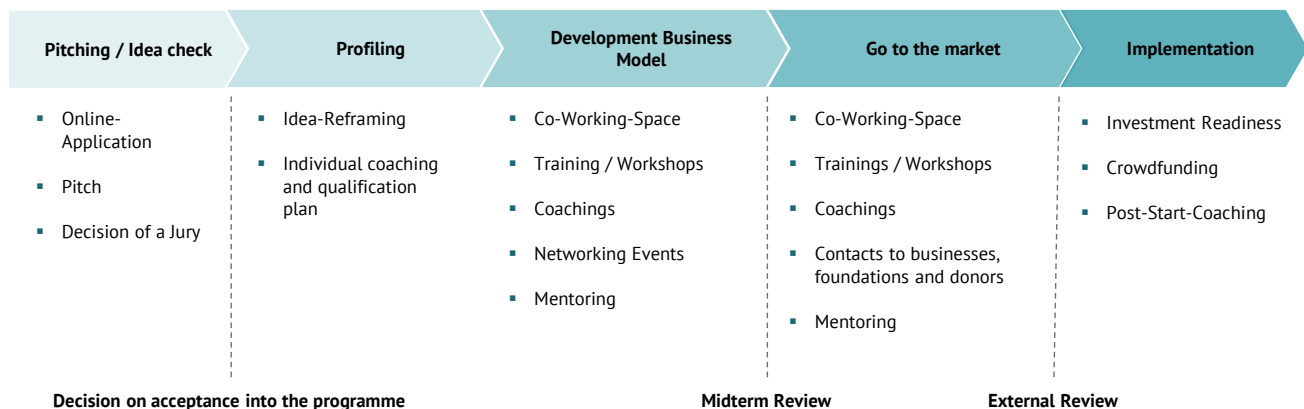 Pitching / Idea check
Profiling
Development Business
Model
Go to the market
Implementation
▪ Online-
Application
▪ Pitch
▪ Decision of a Jury
▪ Idea-Reframing
▪ Individual coaching
and qualification
plan
▪ Co-Working-Space
▪ Training / Workshops
▪ Coachings
▪ Networking Events
▪ Mentoring
▪ Co-Working-Space
▪ Trainings / Workshops
▪ Coachings
▪ Contacts to businesses,
foundations and donors
▪ Mentoring
▪ Investment Readiness
▪ Crowdfunding
▪ Post-Start-Coaching
Decision on acceptance into the programme
Midterm Review
External Review